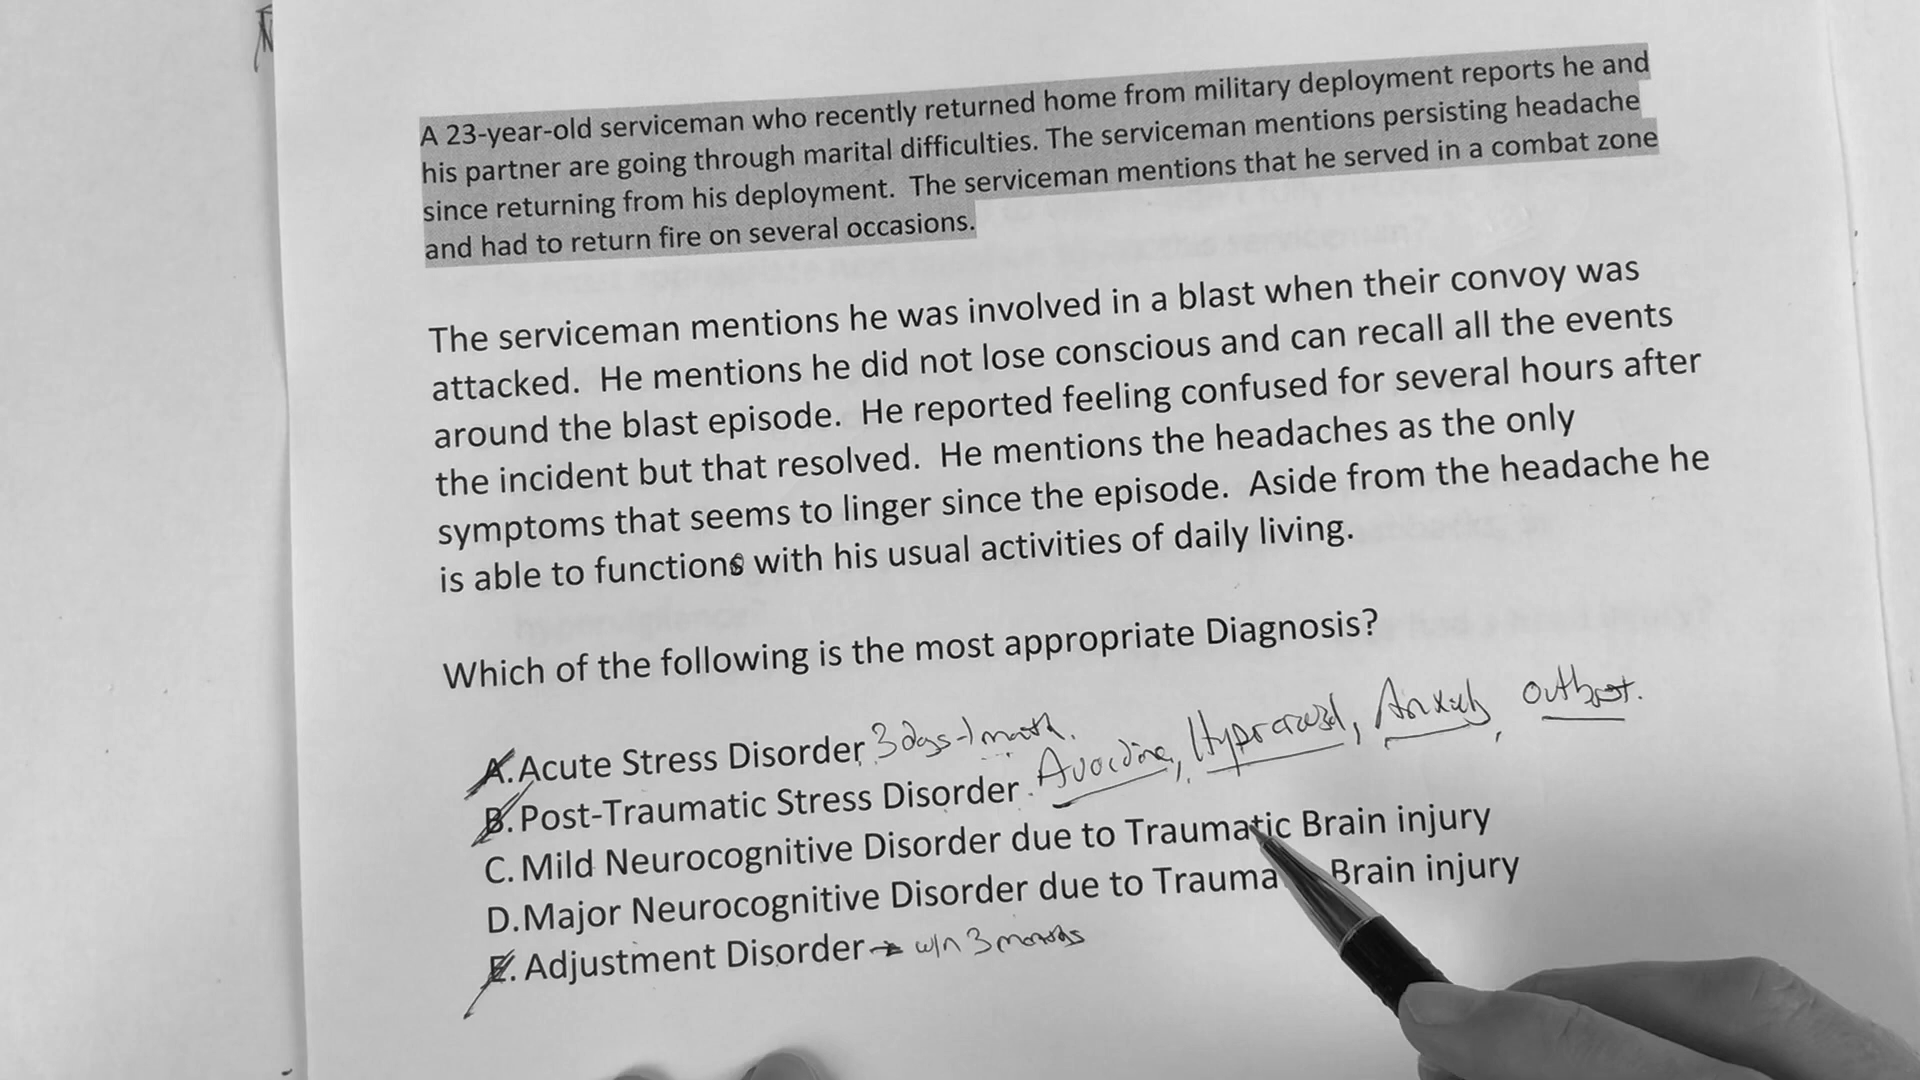 A 23-year-old serviceman who recently returned home from military deployment reports he and
his partner are going through marital difficulties. The serviceman mentions persisting headache
since returning from his deployment. The serviceman mentions that he served in a combat zone
and had to return fire on several occasions.
The serviceman mentions he was involved in a blast when their convoy was
attacked. He mentions he did not lose conscious and can recall all the events
around the blast episode. He reported feeling confused for several hours after
the incident but that resolved. He mentions the headaches as the only
symptoms that seems to linger since the episode. Aside from the headache he
is able to functions with his usual activities of daily living.
Which of the following is the most appropriate Diagnosis?
A. Acute Stress Disorder 3 days-1 month.
B. Post-Traumatic Stress Disorder. Hyperarousal, Anxiety,
C. Mild Neurocognitive Disorder due to Traumatic Brain injury
D. Major Neurocognitive Disorder due to Trauma Brain injury
E. Adjustment Disorder → w/n 3 months